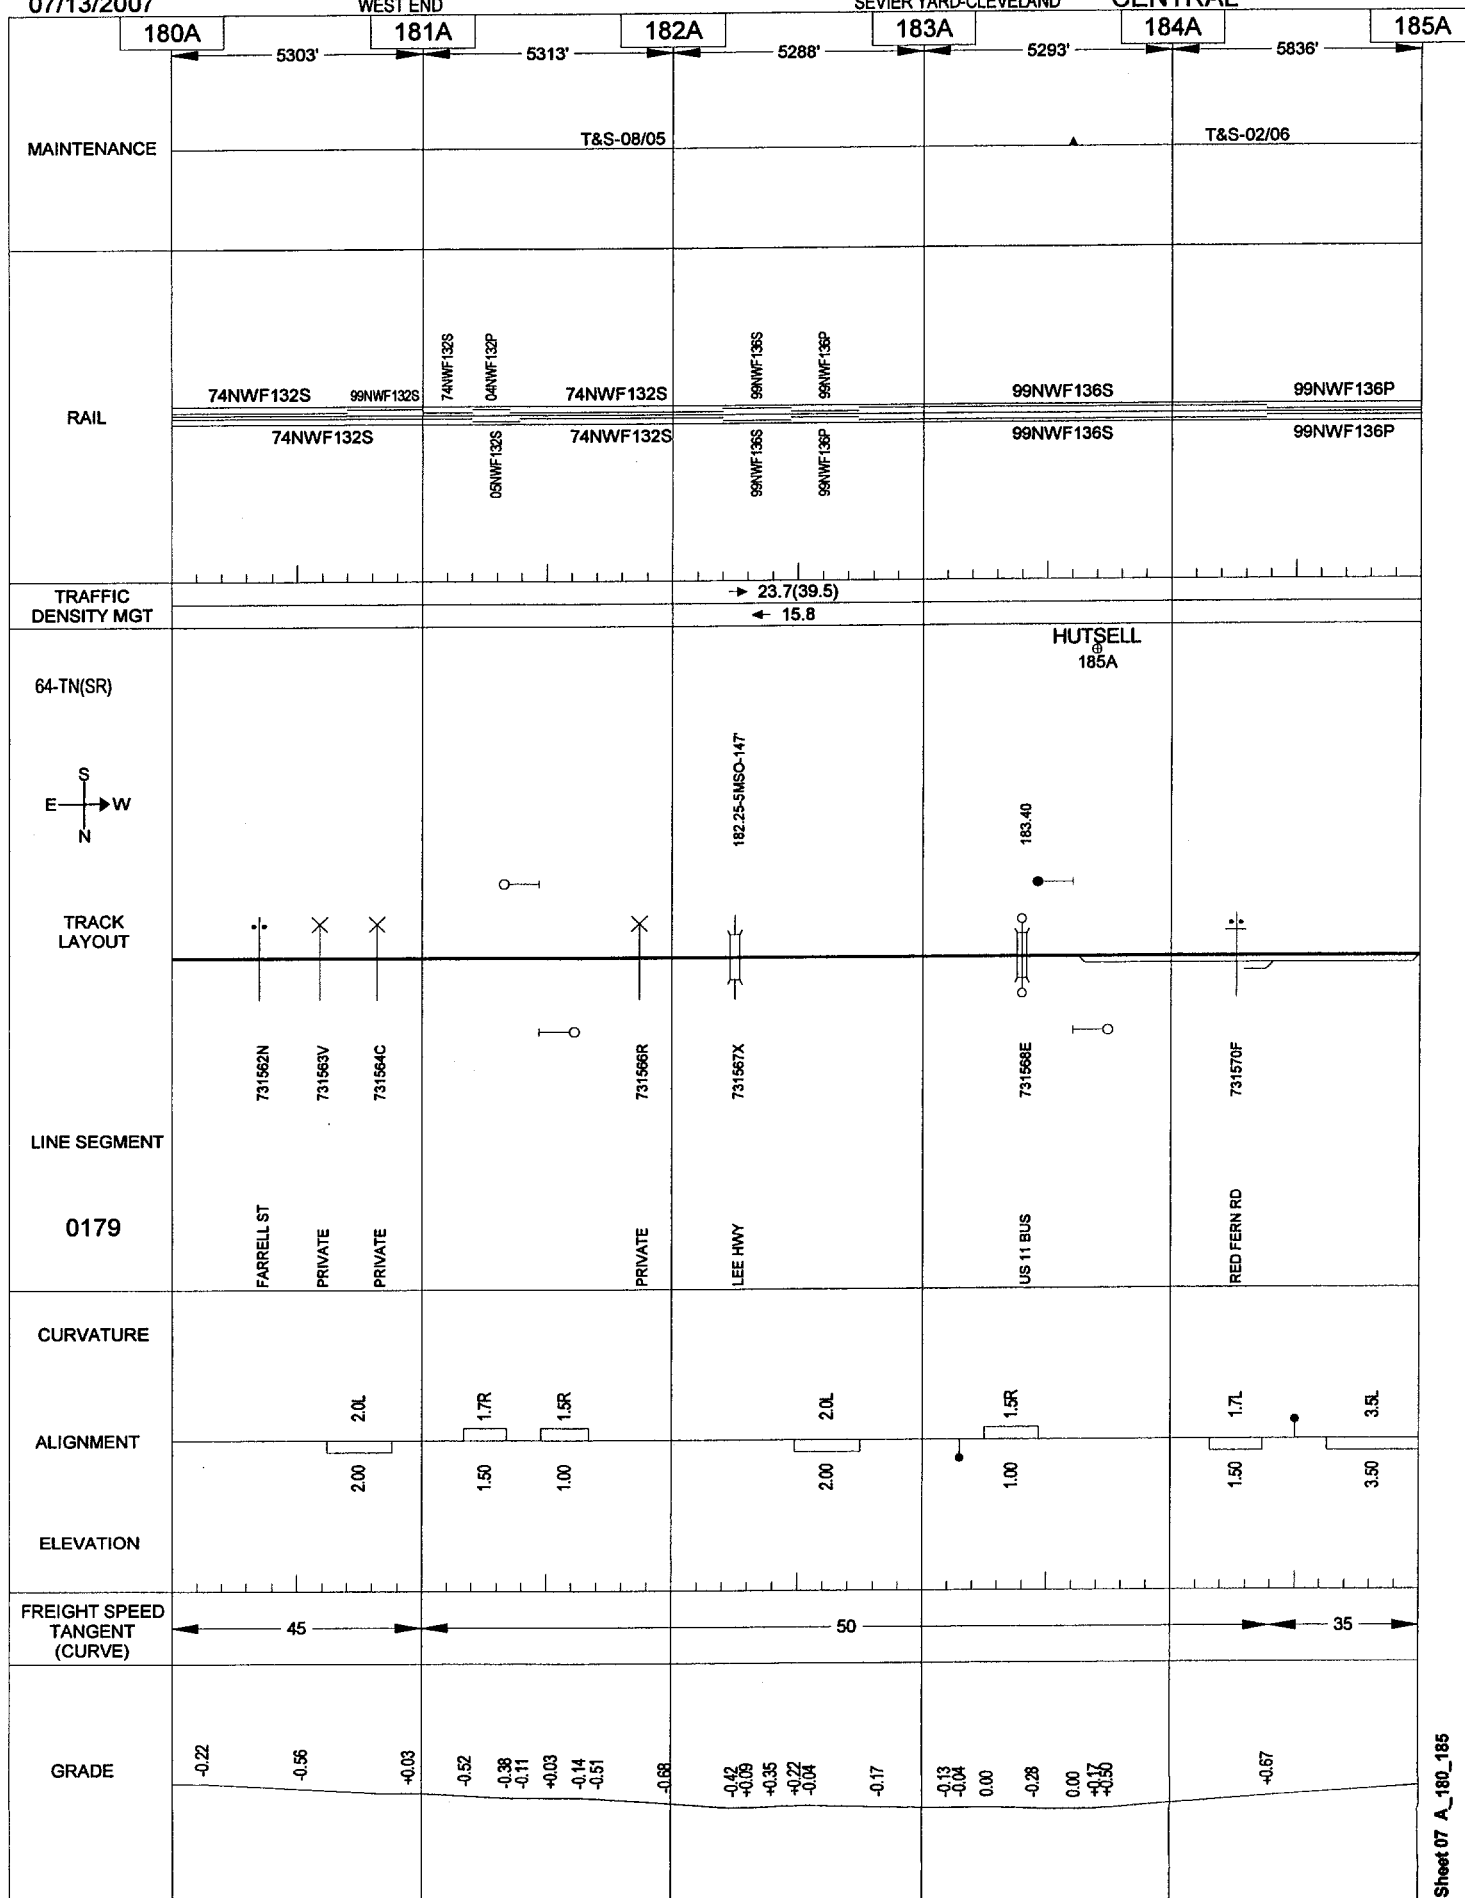 07/13/2007 WEST END SEVIER YARD-CLEVELAND CENTRAL
180A 181A 182A 183A 184A 185A
5303' 5313' 5288' 5293' 5836'
MAINTENANCE
T&S-08/05 T&S-02/06
74NWF132S 04NWF132P 99NWF136S 99NWF136P
74NWF132S 99NWF132S 74NWF132S 99NWF136S 99NWF136P
RAIL
74NWF132S 74NWF132S 99NWF136S 99NWF136P
05NWF132S 99NWF136S 99NWF136P
TRAFFIC
DENSITY MGT
23.7(39.5)
15.8
HUTSELL
185A
64-TN(SR)
S
E W
N
182.25-5MSO-147'
183.40
TRACK
LAYOUT
731562N 731563V 731564C 731566R 731567X 731568E 731570F
LINE SEGMENT
0179
FARRELL ST PRIVATE PRIVATE PRIVATE LEE HWY US 11 BUS RED FERN RD
CURVATURE
2.0L 1.7R 1.5R 2.0L 1.5R 1.7L 3.5L
ALIGNMENT
2.00 1.50 1.00 2.00 1.00 1.50 3.50
ELEVATION
FREIGHT SPEED
TANGENT
(CURVE)
45 50 35
GRADE
-0.22 -0.56 +0.03 -0.52 -0.38 -0.11 +0.03 -0.14 -0.51 -0.68 -0.42 +0.09 +0.35 +0.22 -0.04 -0.17 -0.13 -0.04 0.00 -0.28 0.00 +0.17 +0.50 +0.67
Sheet 07 A_180_185